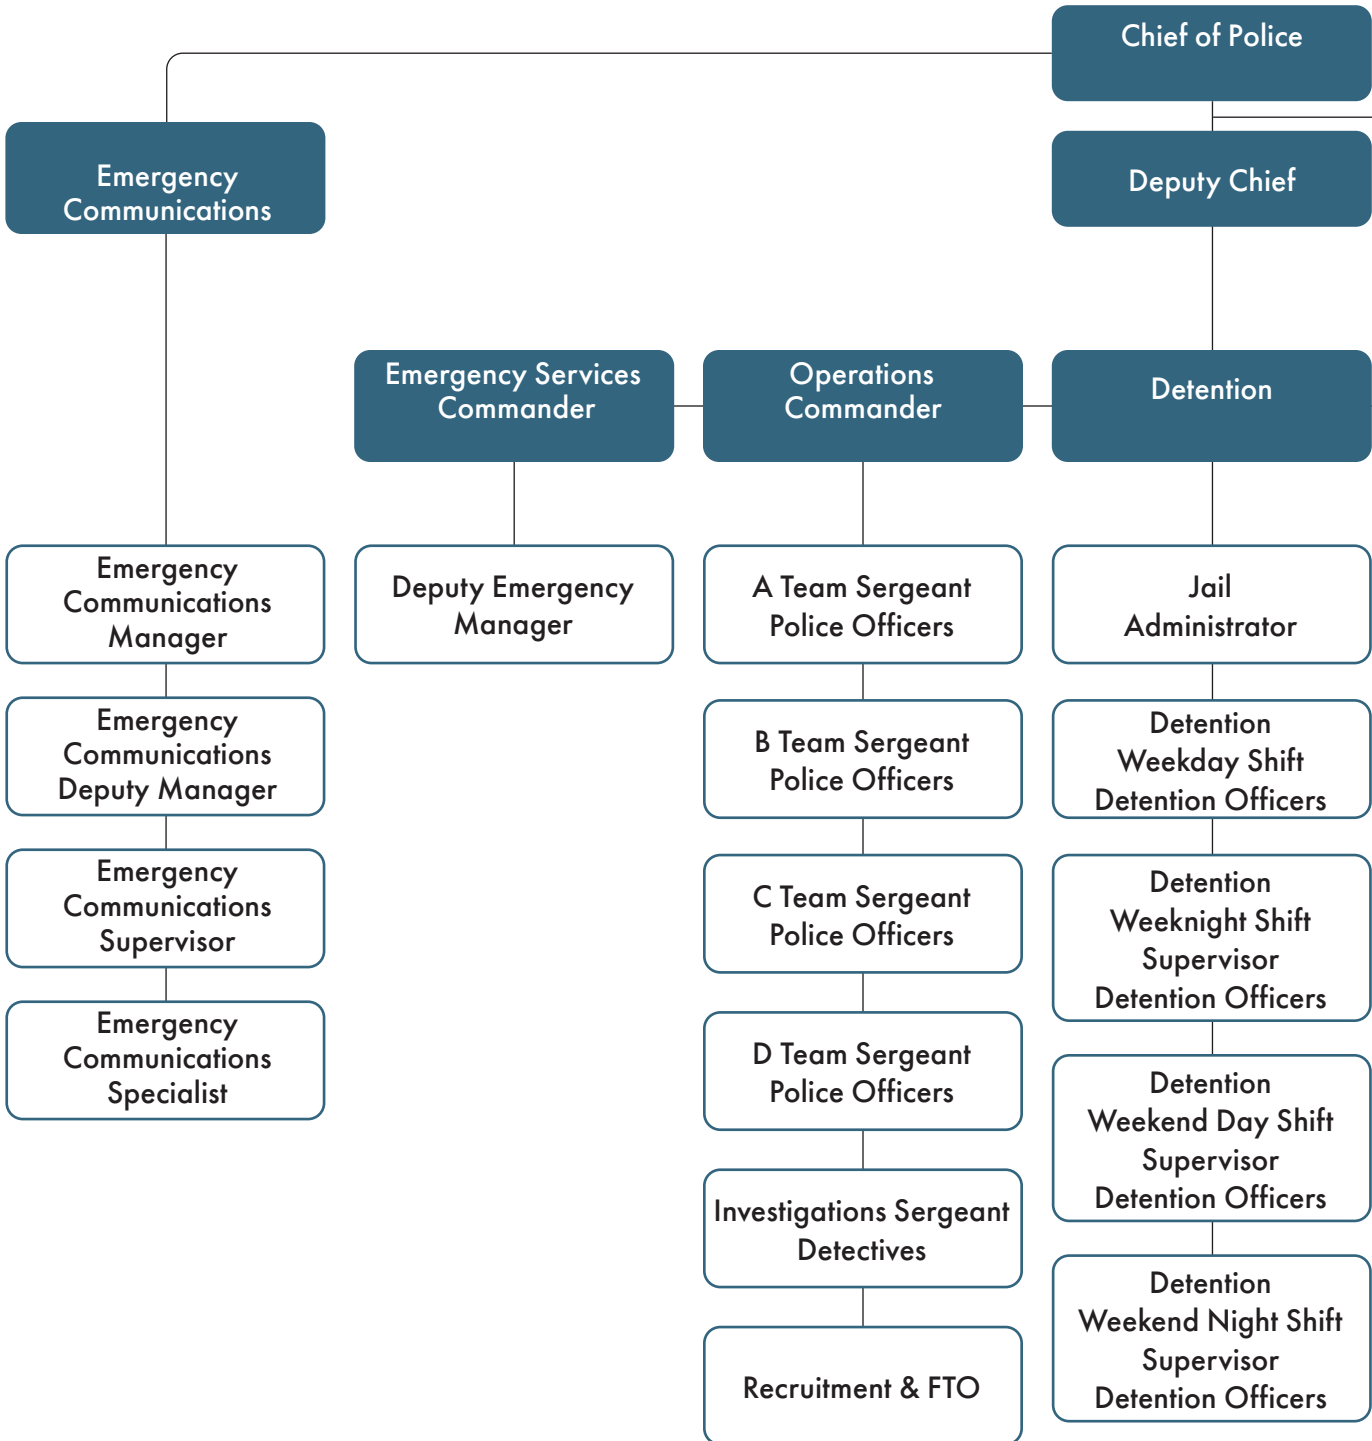 Chief of Police
Emergency
Communications
Deputy Chief
Emergency Services
Commander
Operations
Commander
Detention
Emergency
Communications
Manager
Emergency
Communications
Deputy Manager
Emergency
Communications
Supervisor
Emergency
Communications
Specialist
Deputy Emergency
Manager
A Team Sergeant
Police Officers
B Team Sergeant
Police Officers
C Team Sergeant
Police Officers
D Team Sergeant
Police Officers
Investigations Sergeant
Detectives
Recruitment & FTO
Jail
Administrator
Detention
Weekday Shift
Detention Officers
Detention
Weeknight Shift
Supervisor
Detention Officers
Detention
Weekend Day Shift
Supervisor
Detention Officers
Detention
Weekend Night Shift
Supervisor
Detention Officers